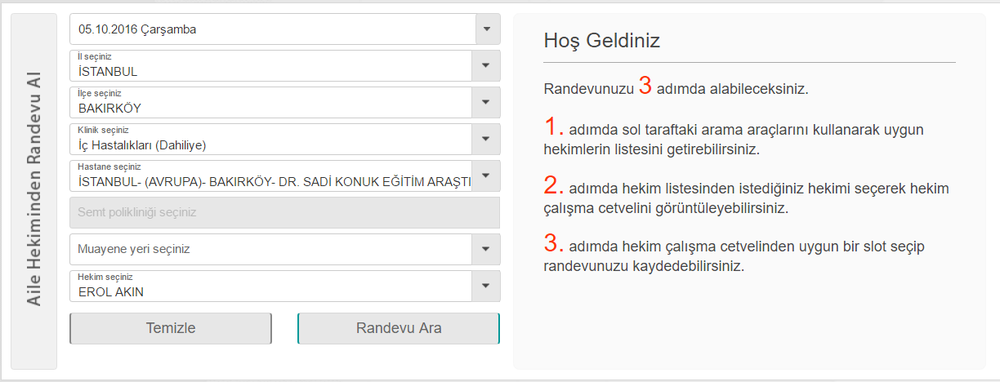 Aile Hekiminden Randevu Al
05.10.2016 Çarşamba
İl seçiniz
İSTANBUL
İlçe seçiniz
BAKIRKÖY
Klinik seçiniz
İç Hastalıkları (Dahiliye)
Hastane seçiniz
İSTANBUL- (AVRUPA)- BAKIRKÖY- DR. SADİ KONUK EĞİTİM ARAŞTI
Semt polikliniği seçiniz
Muayene yeri seçiniz
Hekim seçiniz
EROL AKIN
Temizle
Randevu Ara
Hoş Geldiniz
Randevunuzu 3 adımda alabileceksiniz.
1. adımda sol taraftaki arama araçlarını kullanarak uygun
hekimlerin listesini getirebilirsiniz.
2. adımda hekim listesinden istediğiniz hekimi seçerek hekim
çalışma cetvelini görüntüleyebilirsiniz.
3. adımda hekim çalışma cetvelinden uygun bir slot seçip
randevunuzu kaydedebilirsiniz.